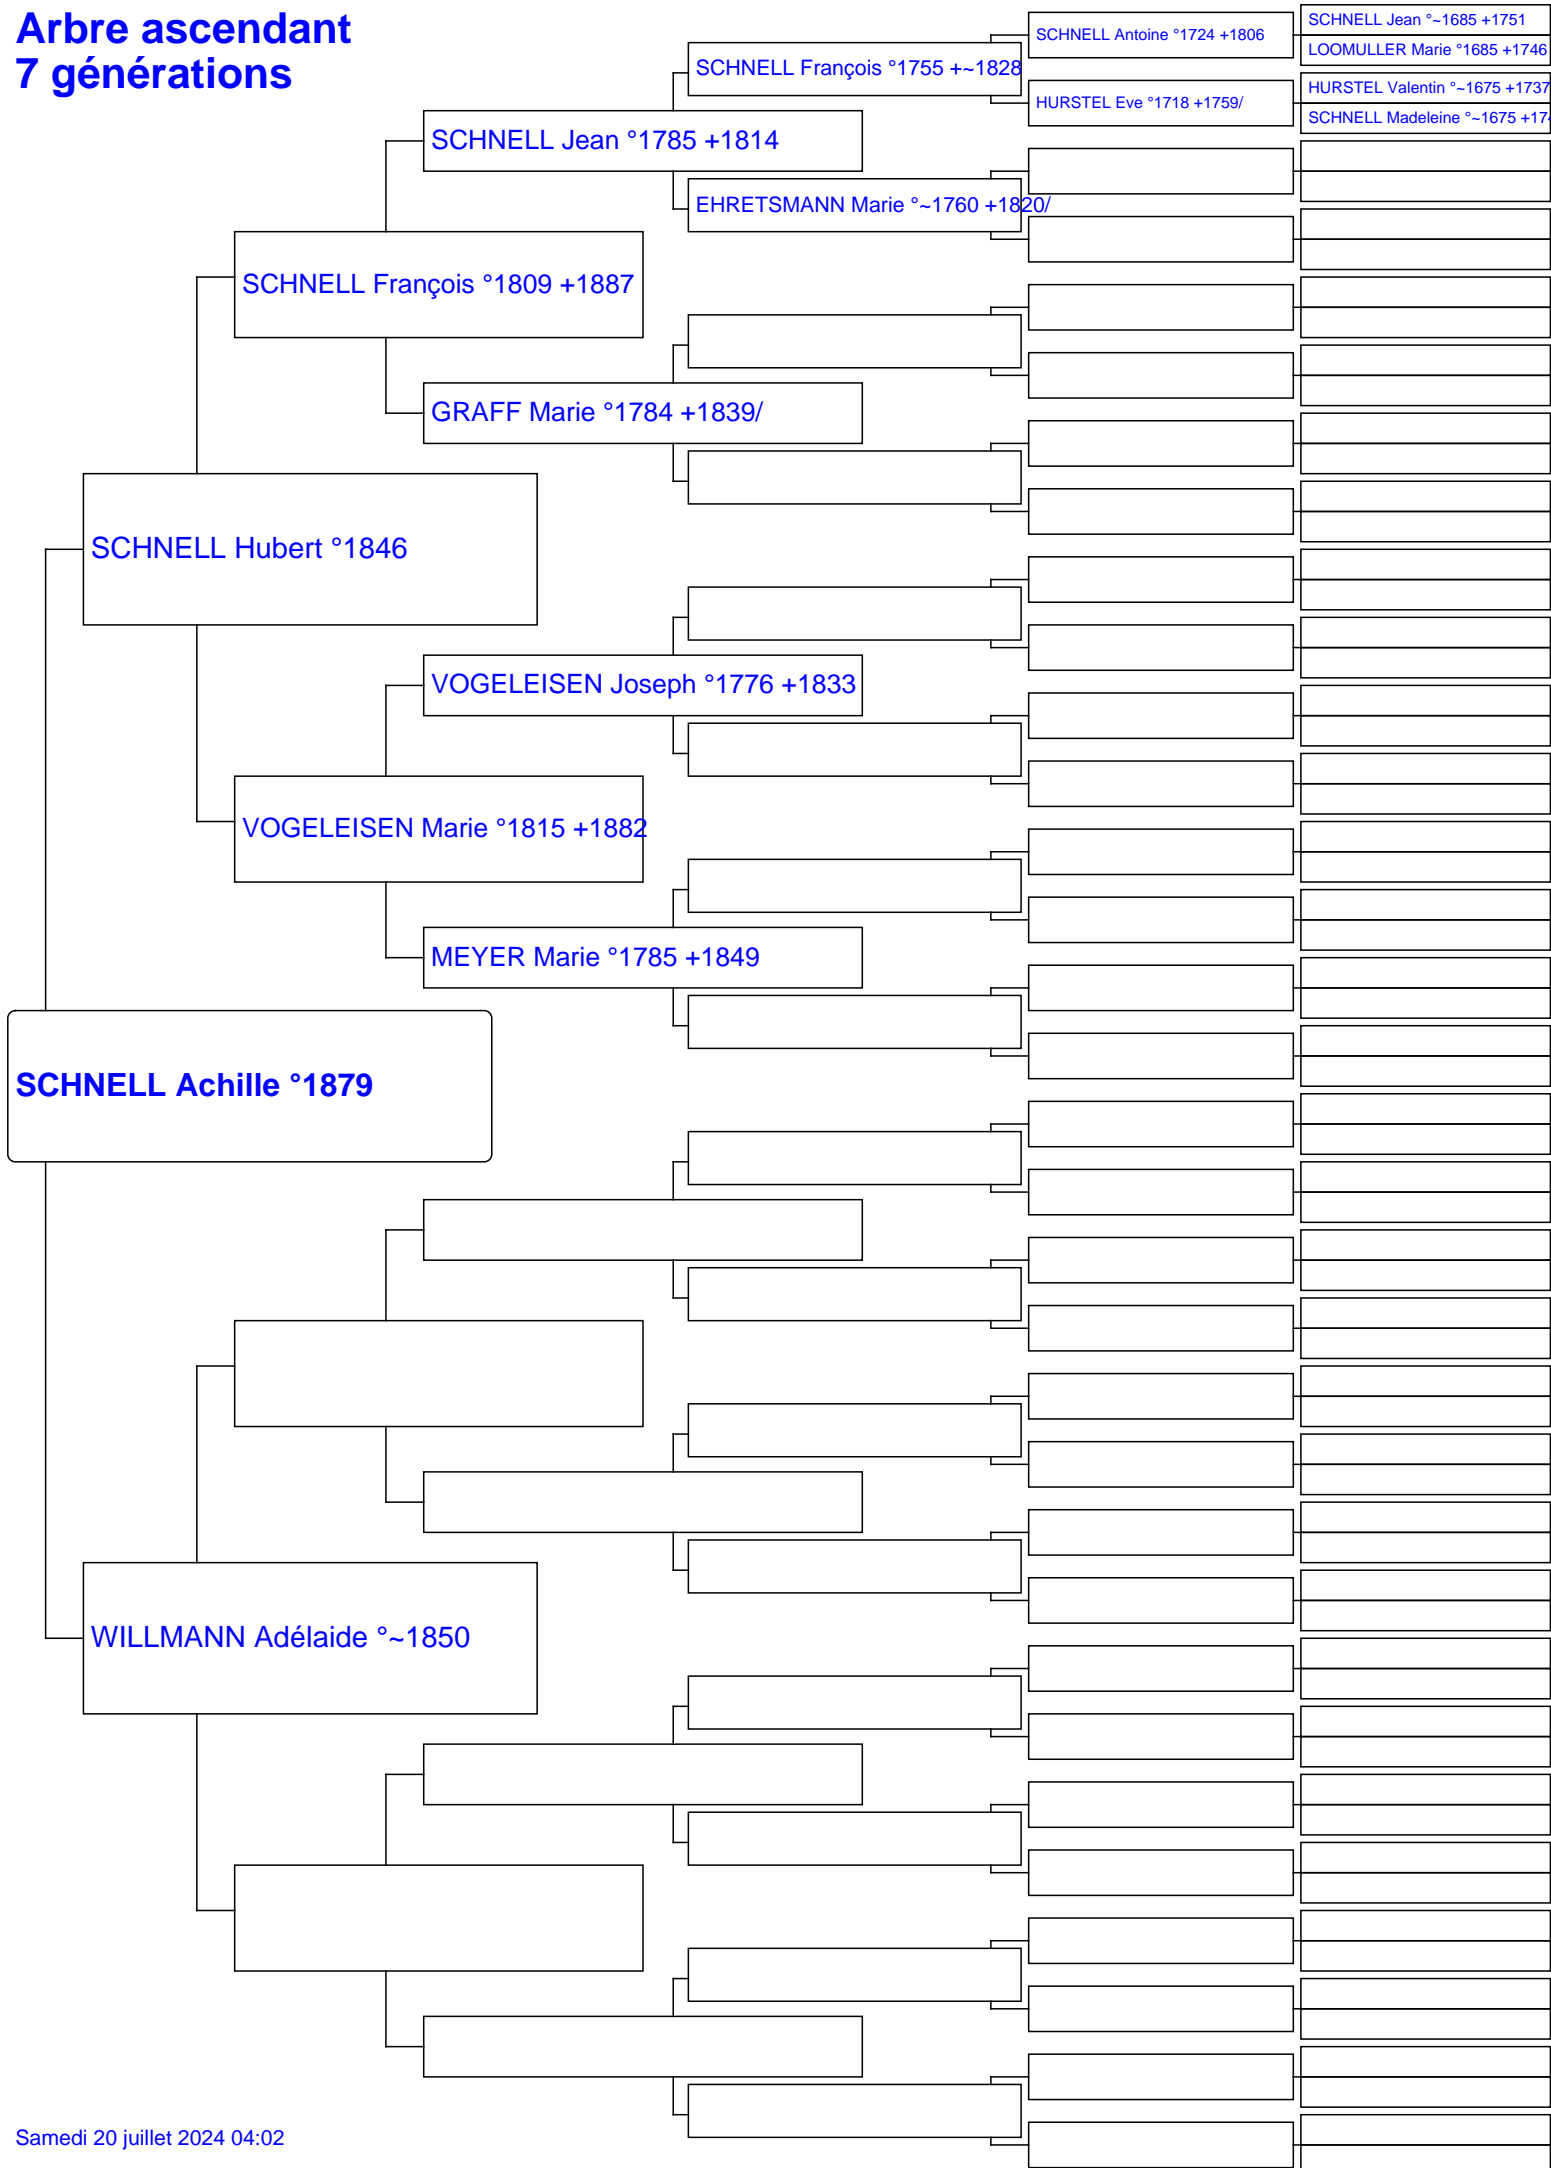 Arbre ascendant
7 générations
SCHNELL Jean °~1685 +1751
SCHNELL Antoine °1724 +1806
LOOMULLER Marie °1685 +1746
SCHNELL François °1755 +~1828
HURSTEL Valentin °~1675 +1737
HURSTEL Eve °1718 +1759/
SCHNELL Madeleine °~1675
SCHNELL Jean °1785 +1814
EHRETSMANN Marie °~1760 +1820/
SCHNELL François °1809 +1887
GRAFF Marie °1784 +1839/
SCHNELL Hubert °1846
VOGELEISEN Joseph °1776 +1833
VOGELEISEN Marie °1815 +1882
MEYER Marie °1785 +1849
SCHNELL Achille °1879
WILLMANN Adélaide °~1850
Samedi 20 juillet 2024 04:02